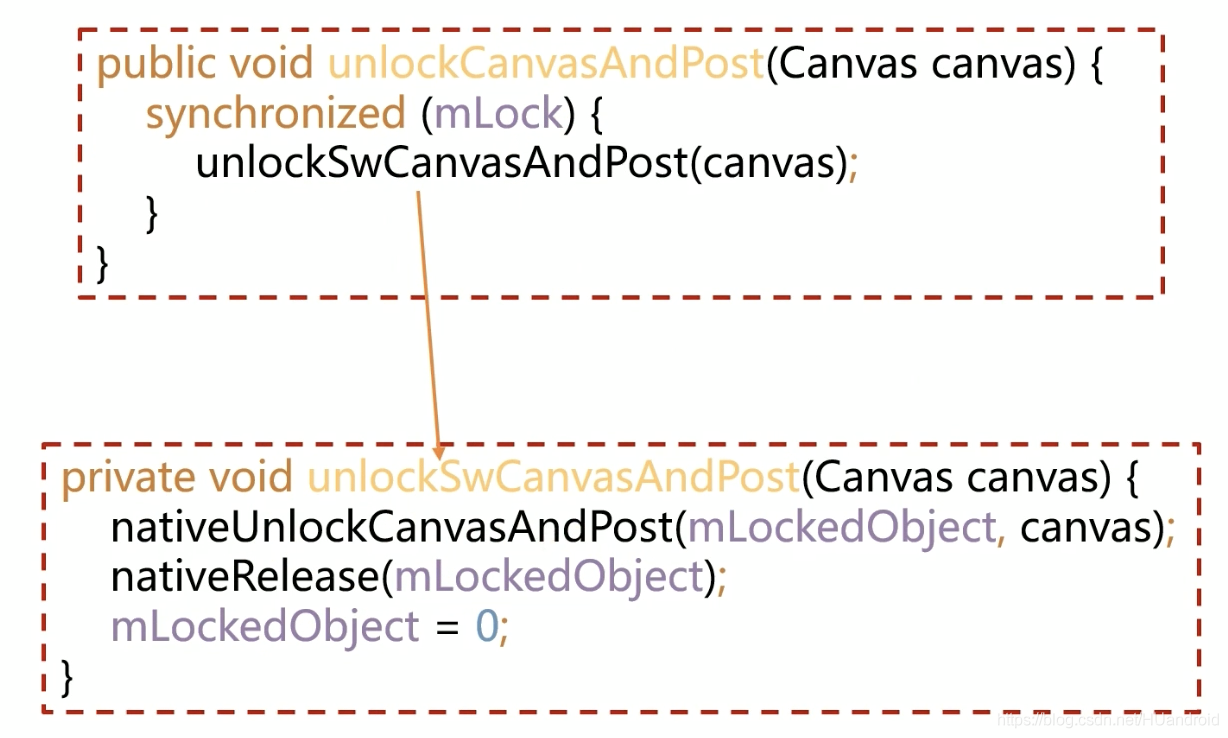 public void unlockCanvasAndPost(Canvas canvas) {
synchronized (mLock) {
unlockSwCanvasAndPost(canvas);
}
}
private void unlockSwCanvasAndPost(Canvas canvas) {
nativeUnlockCanvasAndPost(mLockedObject, canvas);
nativeRelease(mLockedObject);
mLockedObject = 0;
}
https://blog.csdn.net/HUandroid